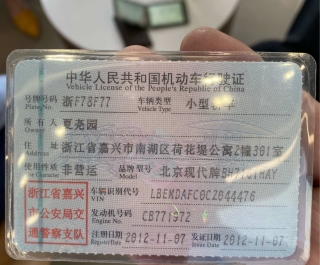 中华人民共和国机动车行驶证
Vehicle License of the People's Republic of China
号牌号码 浙F78F77 车辆类型 小型轿车
Plate No. Vehicle Type
所有人 夏尧园
Owner
住址 浙江省嘉兴市南湖区荷花堤公寓2幢301室
Address
使用性质 非营运 品牌型号 北京现代牌
Model
浙江省嘉兴市公安局交通警察支队
车辆识别代号
VIN
发动机号码
Engine No.
注册日期 2012-11-07 发证日期 2012-11-07
Register Date Issue Date